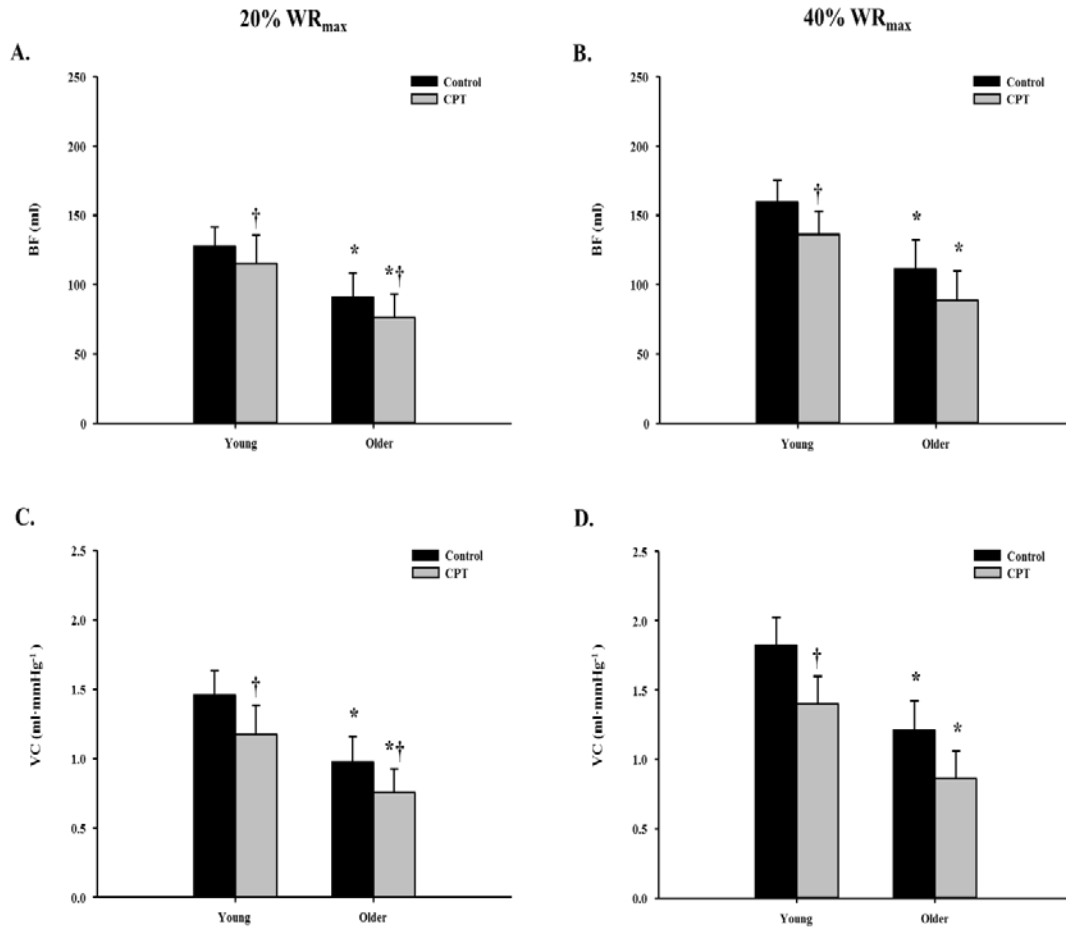 20% WRmax
40% WRmax
A.
250
200
150
100
50
0
BF (ml)
Control
CPT
†
*
*†
Young
Older
B.
250
200
150
100
50
0
BF (ml)
Control
CPT
†
*
*
Young
Older
C.
2.5
2.0
1.5
1.0
0.5
0.0
VC (ml·mmHg⁻¹)
Control
CPT
†
*
*†
Young
Older
D.
2.5
2.0
1.5
1.0
0.5
0.0
VC (ml·mmHg⁻¹)
Control
CPT
†
*
*
Young
Older